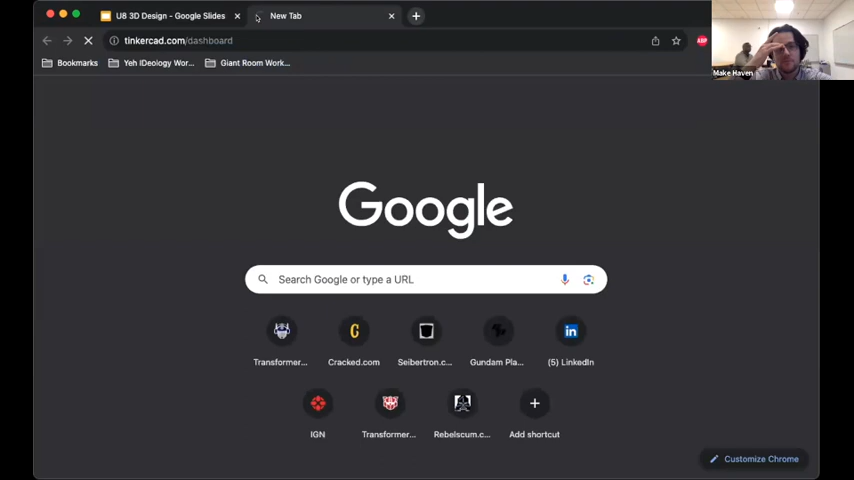 U8 3D Design - Google Slides
New Tab
tinkercad.com/dashboard
ABP
Bookmarks
Yeh IDeology Wor...
Giant Room Work...
Make Haven
Google
Search Google or type a URL
Transformer...
Cracked.com
Seibertron.c...
Gundam Pla...
(5) LinkedIn
IGN
Transformer...
Rebelscum.c...
Add shortcut
Customize Chrome